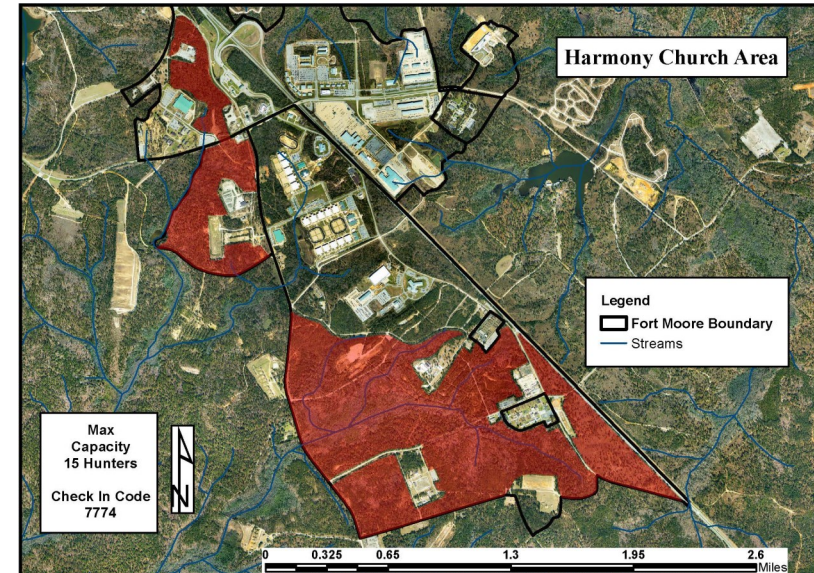 Harmony Church Area
Legend
Fort Moore Boundary
Streams
Max
Capacity
15 Hunters
Check In Code
7774
N
0 0.325 0.65 1.3 1.95 2.6
Miles